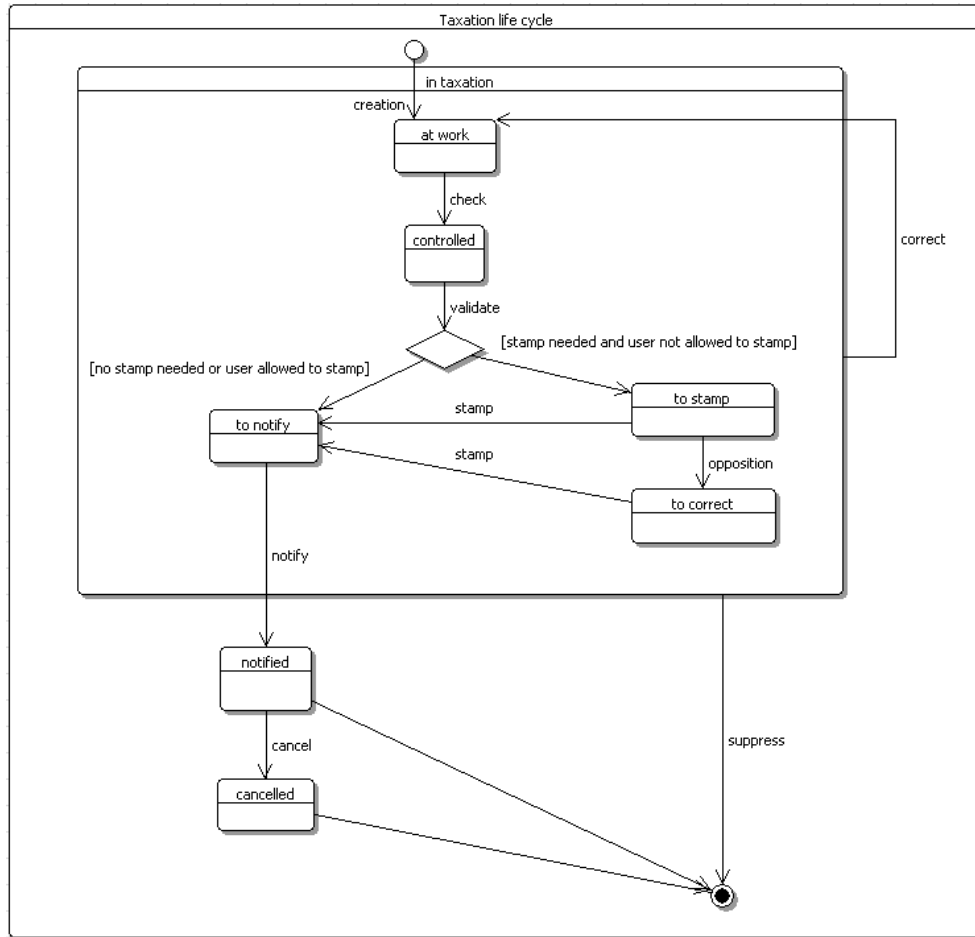 Taxation life cycle
in taxation
creation
at work
check
controlled
correct
validate
[stamp needed and user not allowed to stamp]
[no stamp needed or user allowed to stamp]
to stamp
stamp
to notify
stamp
opposition
to correct
notify
notified
cancel
suppress
cancelled